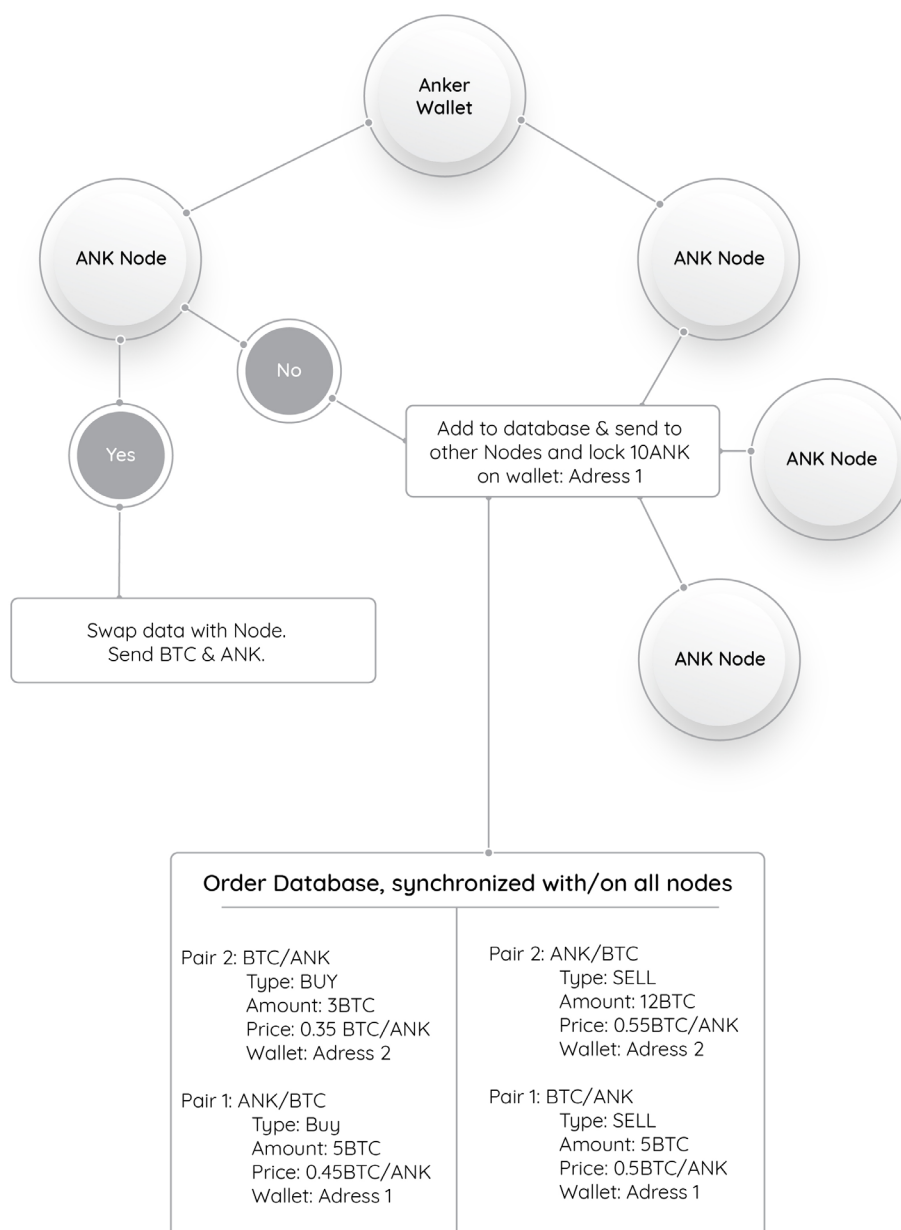 Anker
Wallet
ANK Node
ANK Node
No
Yes
Add to database & send to
other Nodes and lock 10ANK
on wallet: Adress 1
ANK Node
Swap data with Node.
Send BTC & ANK.
ANK Node
Order Database, synchronized with/on all nodes
Pair 2: BTC/ANK
Type: BUY
Amount: 3BTC
Price: 0.35 BTC/ANK
Wallet: Adress 2
Pair 1: ANK/BTC
Type: Buy
Amount: 5BTC
Price: 0.45BTC/ANK
Wallet: Adress 1
Pair 2: ANK/BTC
Type: SELL
Amount: 12BTC
Price: 0.55BTC/ANK
Wallet: Adress 2
Pair 1: BTC/ANK
Type: SELL
Amount: 5BTC
Price: 0.5BTC/ANK
Wallet: Adress 1